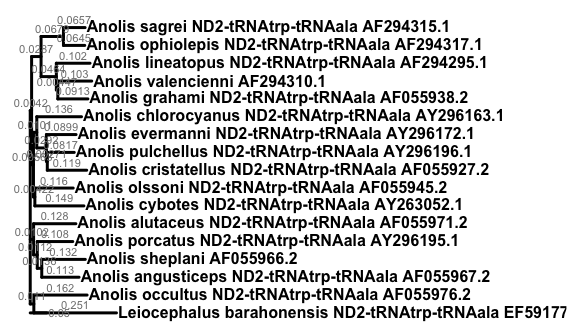 0.0657
Anolis sagrei ND2-tRNAtrp-tRNAala AF294315.1
0.0645
Anolis ophiolepis ND2-tRNAtrp-tRNAala AF294317.1
0.0287
0.102
Anolis lineatopus ND2-tRNAtrp-tRNAala AF294295.1
0.103
Anolis valencienni AF294310.1
0.0913
Anolis grahami ND2-tRNAtrp-tRNAala AF055938.2
0.136
Anolis chlorocyanus ND2-tRNAtrp-tRNAala AY296163.1
0.0899
Anolis evermanni ND2-tRNAtrp-tRNAala AY296172.1
0.0817
Anolis pulchellus ND2-tRNAtrp-tRNAala AY296196.1
0.119
Anolis cristatellus ND2-tRNAtrp-tRNAala AF055927.2
0.116
Anolis olssoni ND2-tRNAtrp-tRNAala AF055945.2
0.149
Anolis cybotes ND2-tRNAtrp-tRNAala AY263052.1
0.128
Anolis alutaceus ND2-tRNAtrp-tRNAala AF055971.2
0.108
Anolis porcatus ND2-tRNAtrp-tRNAala AY296195.1
0.132
Anolis sheplani AF055966.2
0.113
Anolis angusticeps ND2-tRNAtrp-tRNAala AF055967.2
0.162
Anolis occultus ND2-tRNAtrp-tRNAala AF055976.2
0.251
Leiocephalus barahonensis ND2-tRNAtrp-tRNAala EF59177